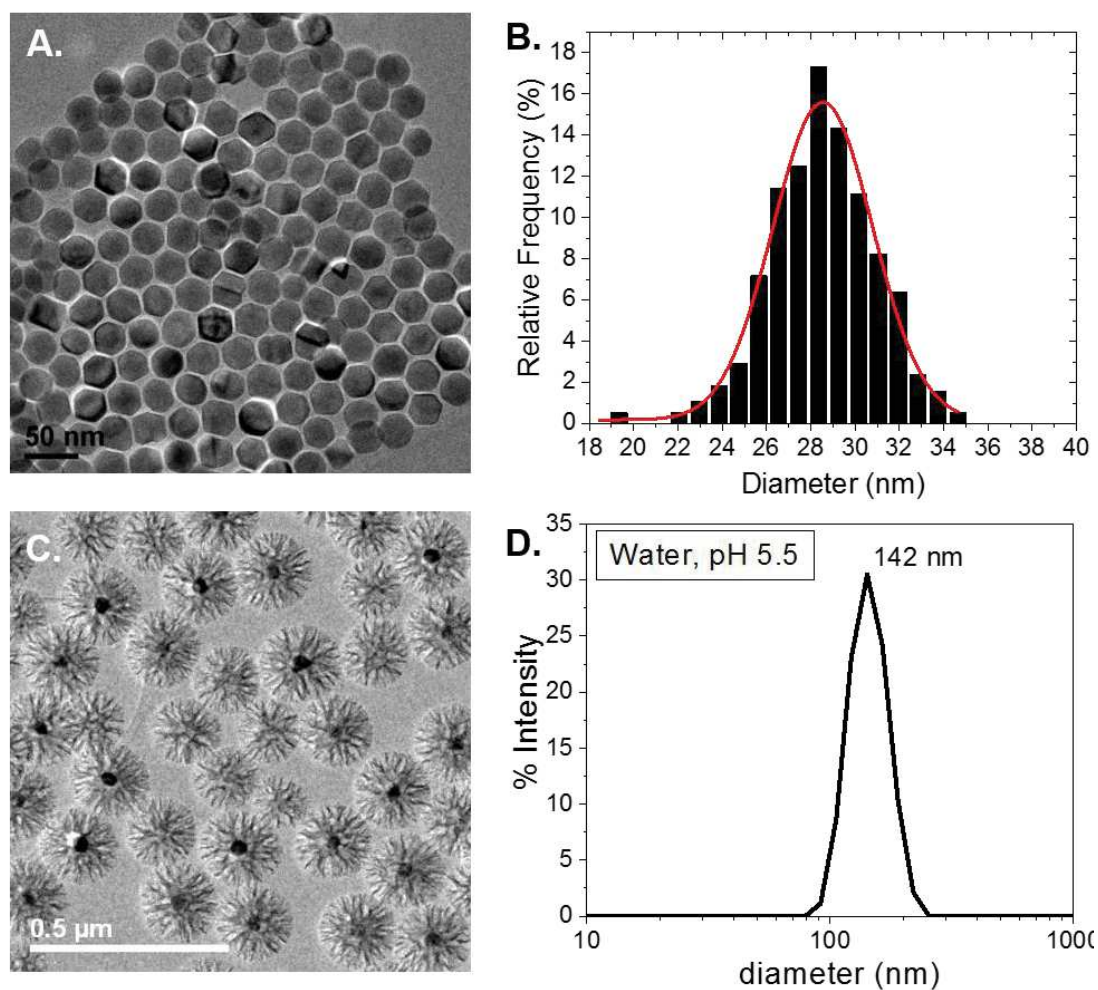 A.
50 nm
B.
Relative Frequency (%)
18
16
14
12
10
8
6
4
2
0
18 20 22 24 26 28 30 32 34 36 38 40
Diameter (nm)
C.
0.5 µm
D.
Water, pH 5.5
142 nm
% Intensity
35
30
25
20
15
10
5
0
10 100 1000
diameter (nm)